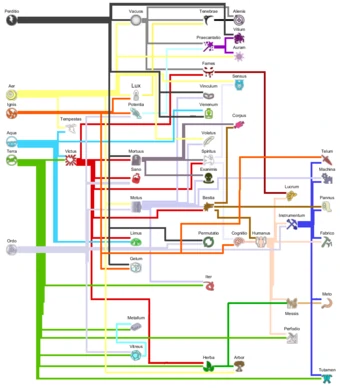 Perditio
Vacuos
Tenebrae
Alienis
Vitium
Praecantatio
Auram
Fames
Sensus
Aer
Lux
Vinculum
Ignis
Potentia
Venenum
Tempestas
Corpus
Aqua
Volatus
Terra
Victus
Mortuus
Spiritus
Telum
Sano
Exanimis
Machina
Lucrum
Motus
Bestia
Pannus
Instrumentum
Ordo
Limus
Permutatio
Cognitio
Humanus
Fabrico
Gelum
Iter
Meto
Messis
Metallum
Perfodio
Vitreus
Herba
Arbor
Tutamen